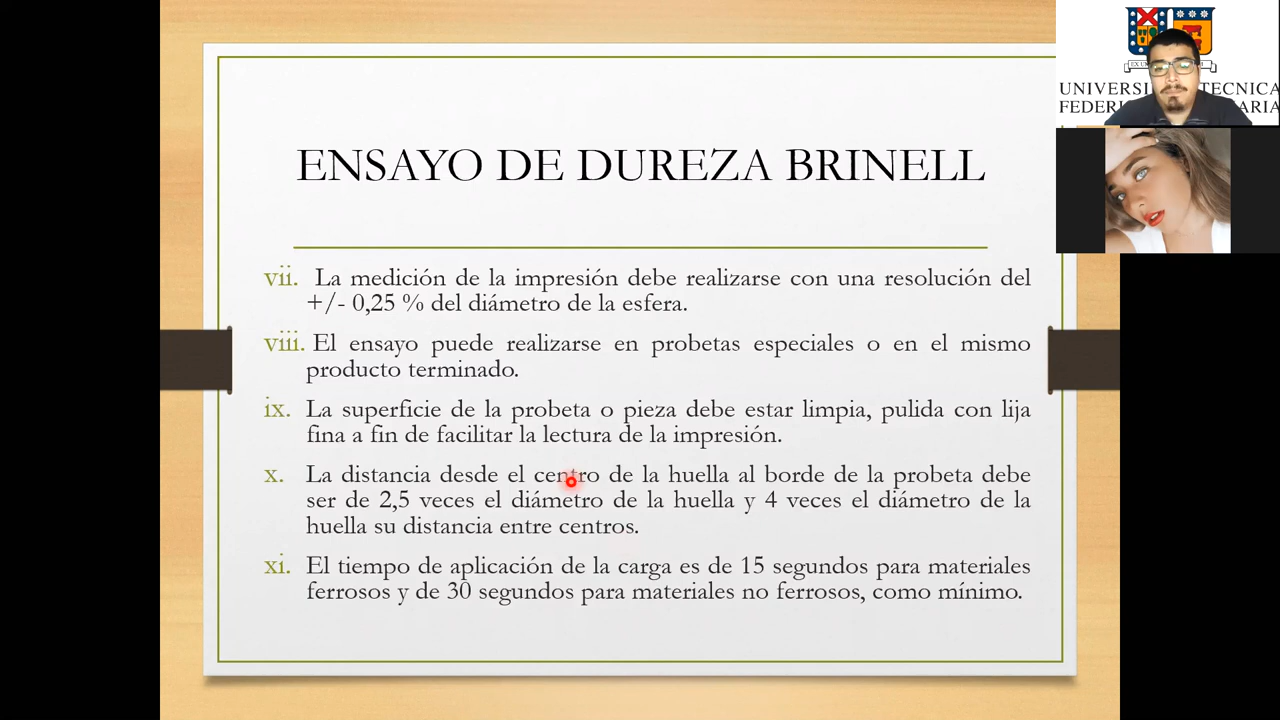 ENSAYO DE DUREZA BRINELL
vii. La medición de la impresión debe realizarse con una resolución del
+/- 0,25 % del diámetro de la esfera.
viii. El ensayo puede realizarse en probetas especiales o en el mismo
producto terminado.
ix. La superficie de la probeta o pieza debe estar limpia, pulida con lija
fina a fin de facilitar la lectura de la impresión.
x. La distancia desde el centro de la huella al borde de la probeta debe
ser de 2,5 veces el diámetro de la huella y 4 veces el diámetro de la
huella su distancia entre centros.
xi. El tiempo de aplicación de la carga es de 15 segundos para materiales
ferrosos y de 30 segundos para materiales no ferrosos, como mínimo.
TECNICA